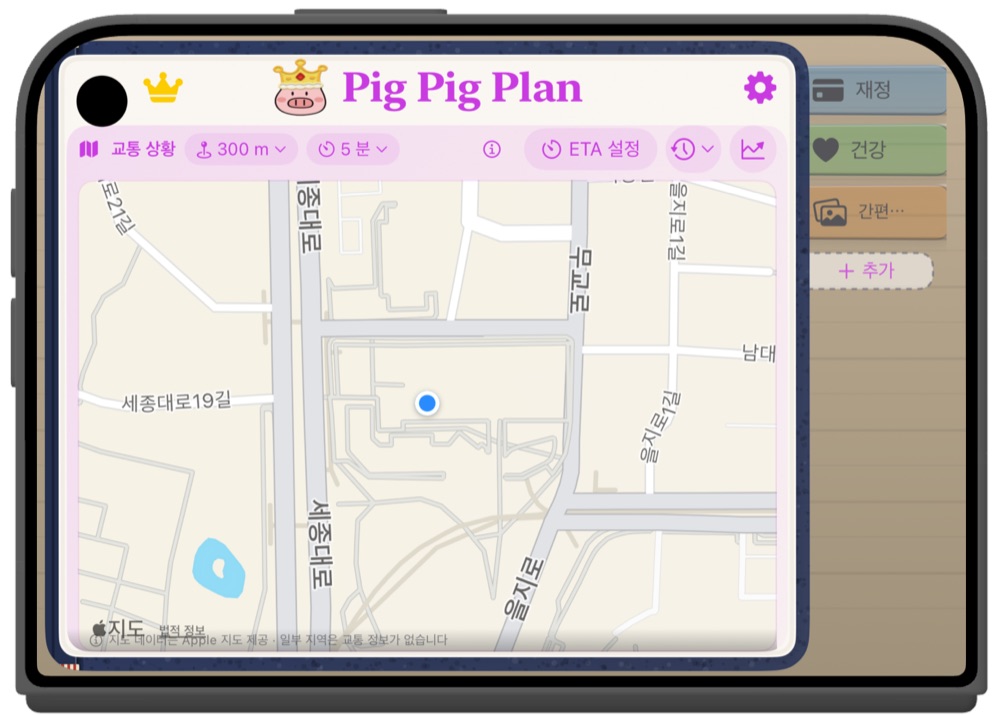 Pig Pig Plan
교통 상황
300 m
5 분
ETA 설정
재정
건강
간편…
+ 추가
로21길
세종대로
무교로
을지로1길
남대
세종대로19길
을지로1길
세종대로
을지로
지도
법적 정보
지도 데이터는 Apple 지도 제공 · 일부 지역은 교통 정보가 없습니다